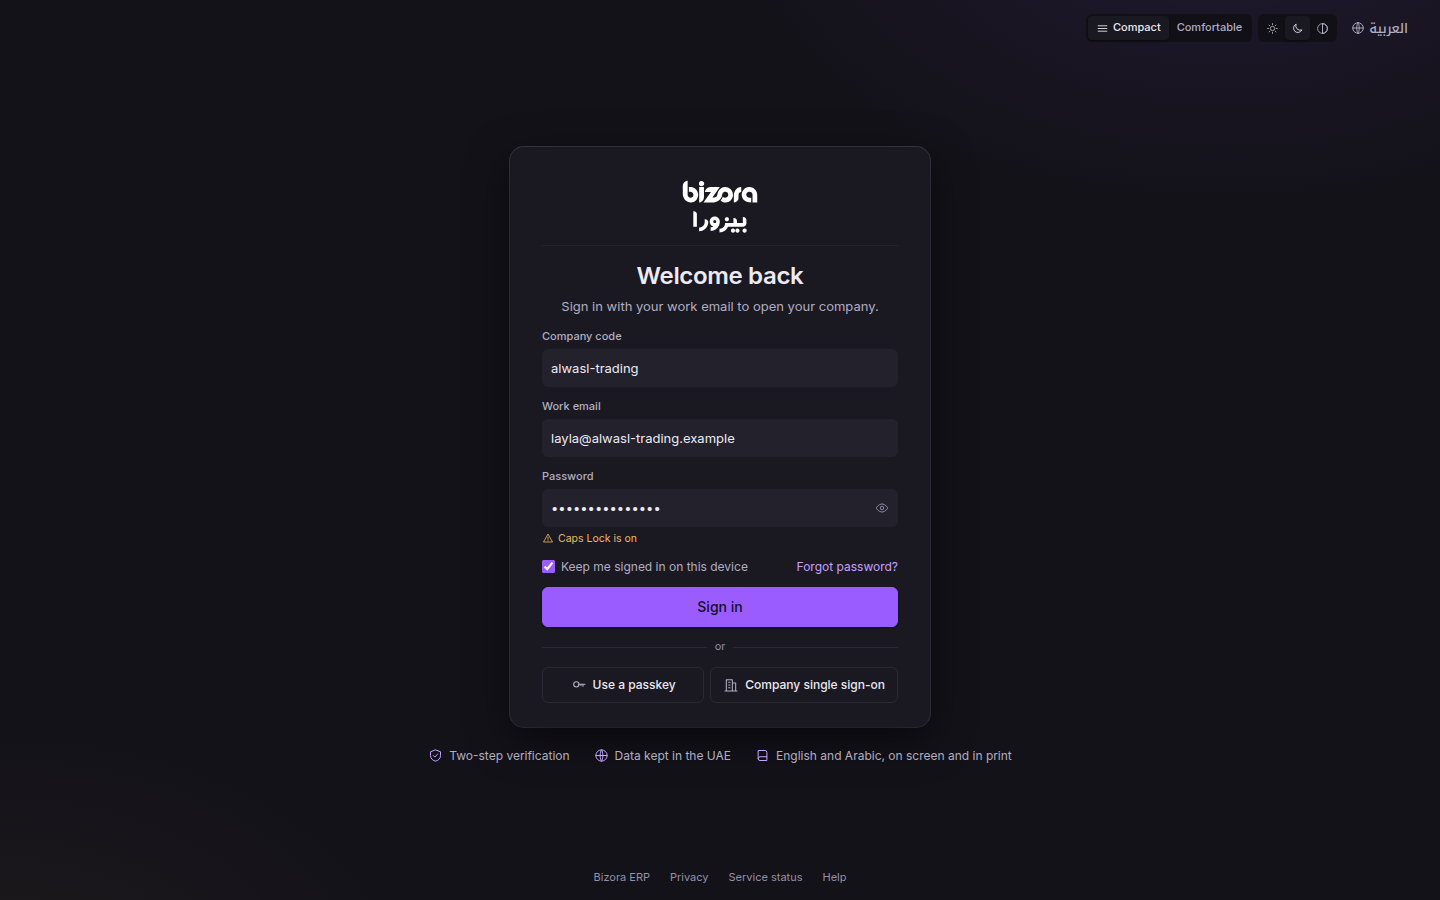 Compact Comfortable العربية
bizora
بيزورا
Welcome back
Sign in with your work email to open your company.
Company code
alwasl-trading
Work email
layla@alwasl-trading.example
Password
•••••••••••••••
Caps Lock is on
Keep me signed in on this device Forgot password?
Sign in
or
Use a passkey Company single sign-on
Two-step verification Data kept in the UAE English and Arabic, on screen and in print
Bizora ERP Privacy Service status Help